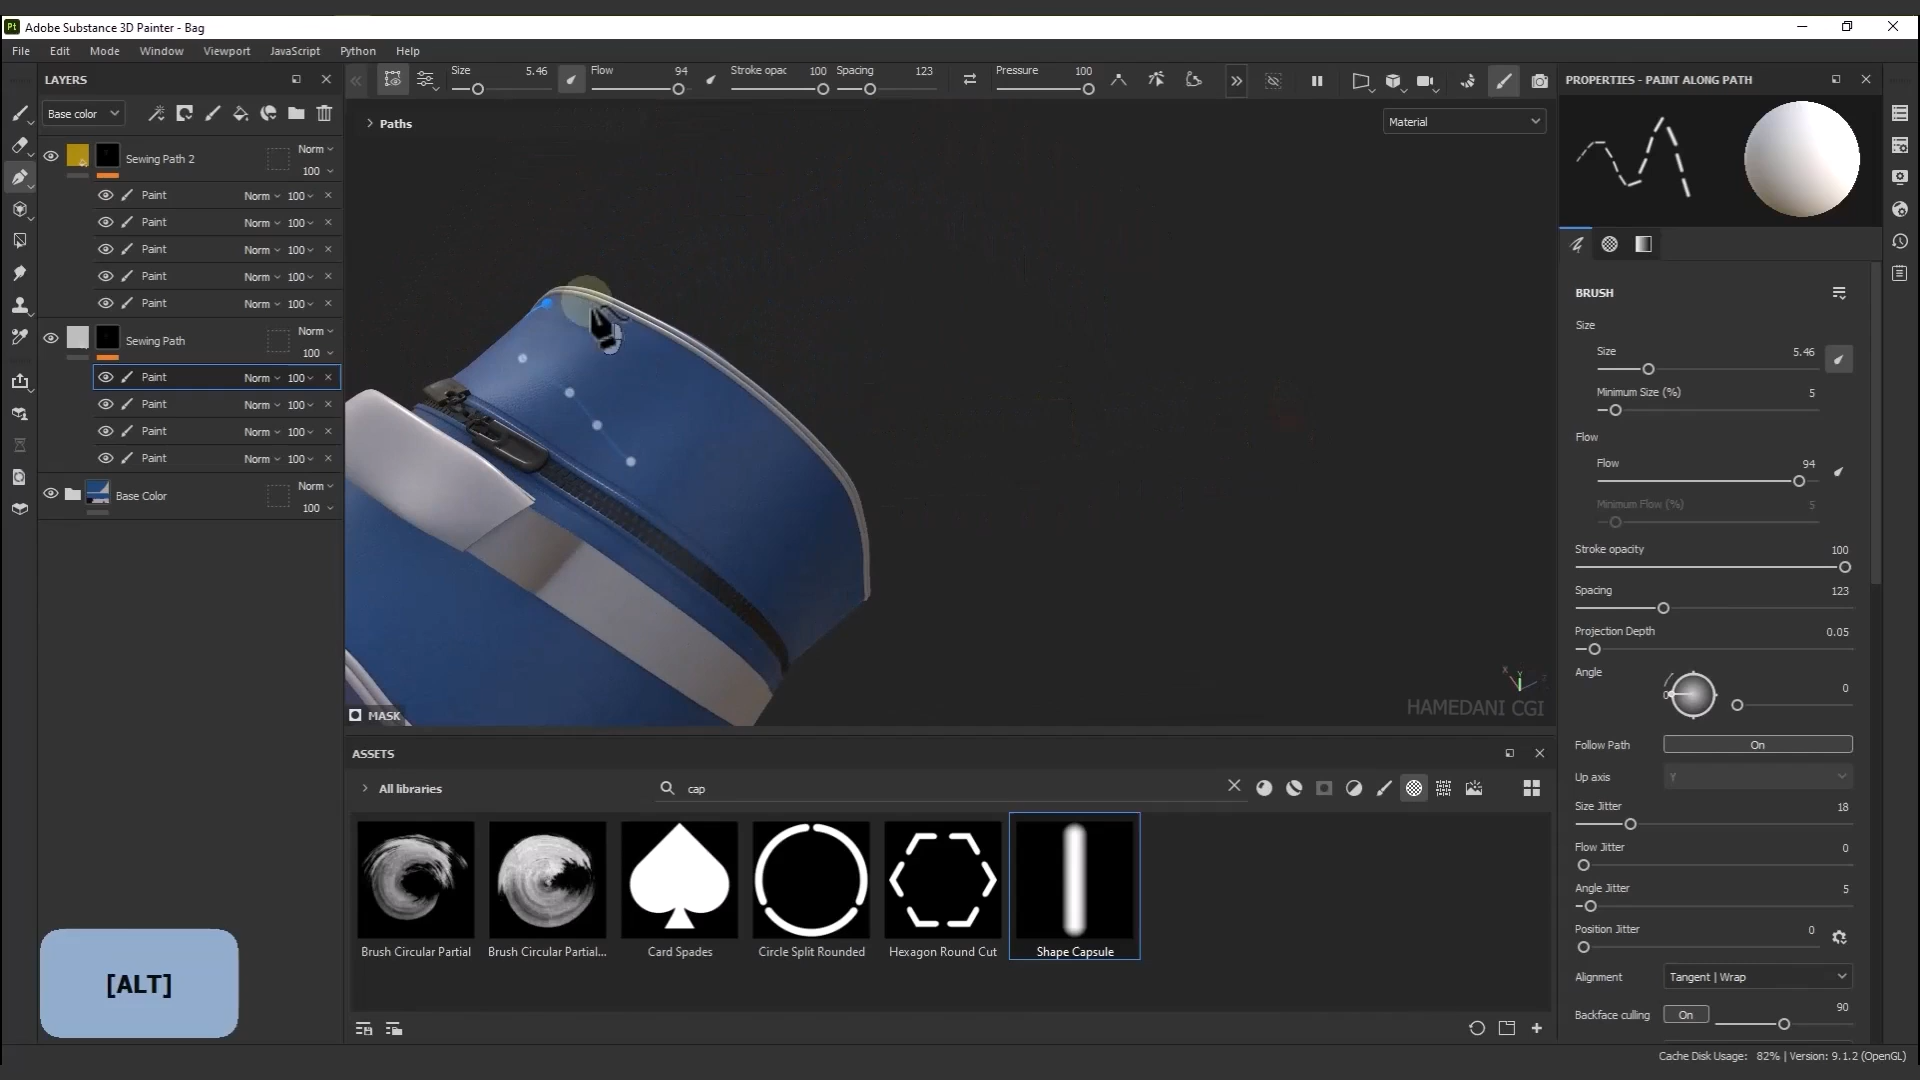 Adobe Substance 3D Painter - Bag
File Edit Mode Window Viewport JavaScript Python Help
LAYERS
Size 5.46 Flow 94 Stroke opac 100 Spacing 123 Pressure 100
PROPERTIES - PAINT ALONG PATH
Base color
Paths
Material
Sewing Path 2 Norm 100
Paint Norm 100
Paint Norm 100
Paint Norm 100
Paint Norm 100
Paint Norm 100
Sewing Path Norm 100
Paint Norm 100
Paint Norm 100
Paint Norm 100
Paint Norm 100
Base Color Norm 100
BRUSH
Size
Size 5.46
Minimum Size (%) 5
Flow
Flow 94
Minimum Flow (%) 5
Stroke opacity 100
Spacing 123
Projection Depth 0.05
Angle 0
Follow Path On
Up axis Y
Size Jitter 18
Flow Jitter 0
Angle Jitter 5
Position Jitter 0
Alignment Tangent | Wrap
Backface culling On 90
X Y
HAMEDANI CGI
MASK
ASSETS
All libraries
cap
Brush Circular Partial
Brush Circular Partial...
Card Spades
Circle Split Rounded
Hexagon Round Cut
Shape Capsule
[ALT]
Cache Disk Usage: 82% | Version: 9.1.2 (OpenGL)